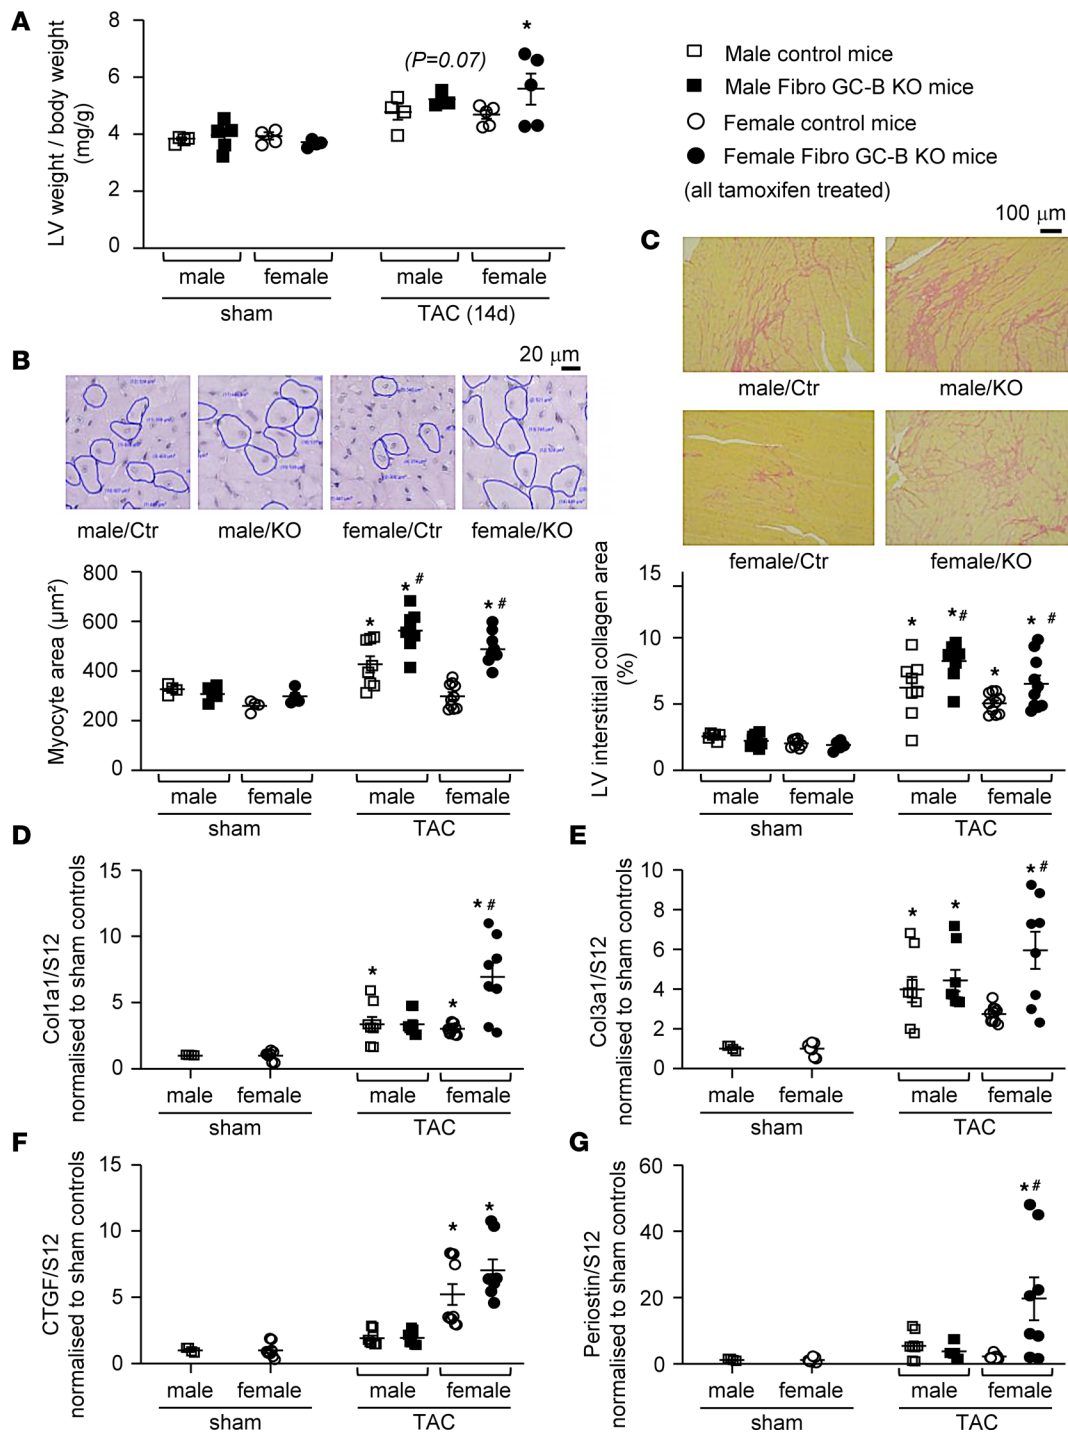 A
LV weight / body weight
(mg/g)
8
6
4
2
0
(P=0.07)
*
male
female
male
female
sham
TAC (14d)
Male control mice
Male Fibro GC-B KO mice
Female control mice
Female Fibro GC-B KO mice
(all tamoxifen treated)
B
20 μm
male/Ctr
male/KO
female/Ctr
female/KO
Myocyte area (μm²)
800
600
400
200
0
*
* #
* #
male
female
male
female
sham
TAC
C
100 μm
male/Ctr
male/KO
female/Ctr
female/KO
LV interstitial collagen area
(%)
15
10
5
0
*
* #
*
* #
male
female
male
female
sham
TAC
D
Col1a1/S12
normalised to sham controls
15
10
5
0
*
*
* #
male
female
male
female
sham
TAC
E
Col3a1/S12
normalised to sham controls
10
8
6
4
2
0
*
*
* #
male
female
male
female
sham
TAC
F
CTGF/S12
normalised to sham controls
15
10
5
0
*
*
male
female
male
female
sham
TAC
G
Periostin/S12
normalised to sham controls
60
40
20
0
* #
male
female
male
female
sham
TAC